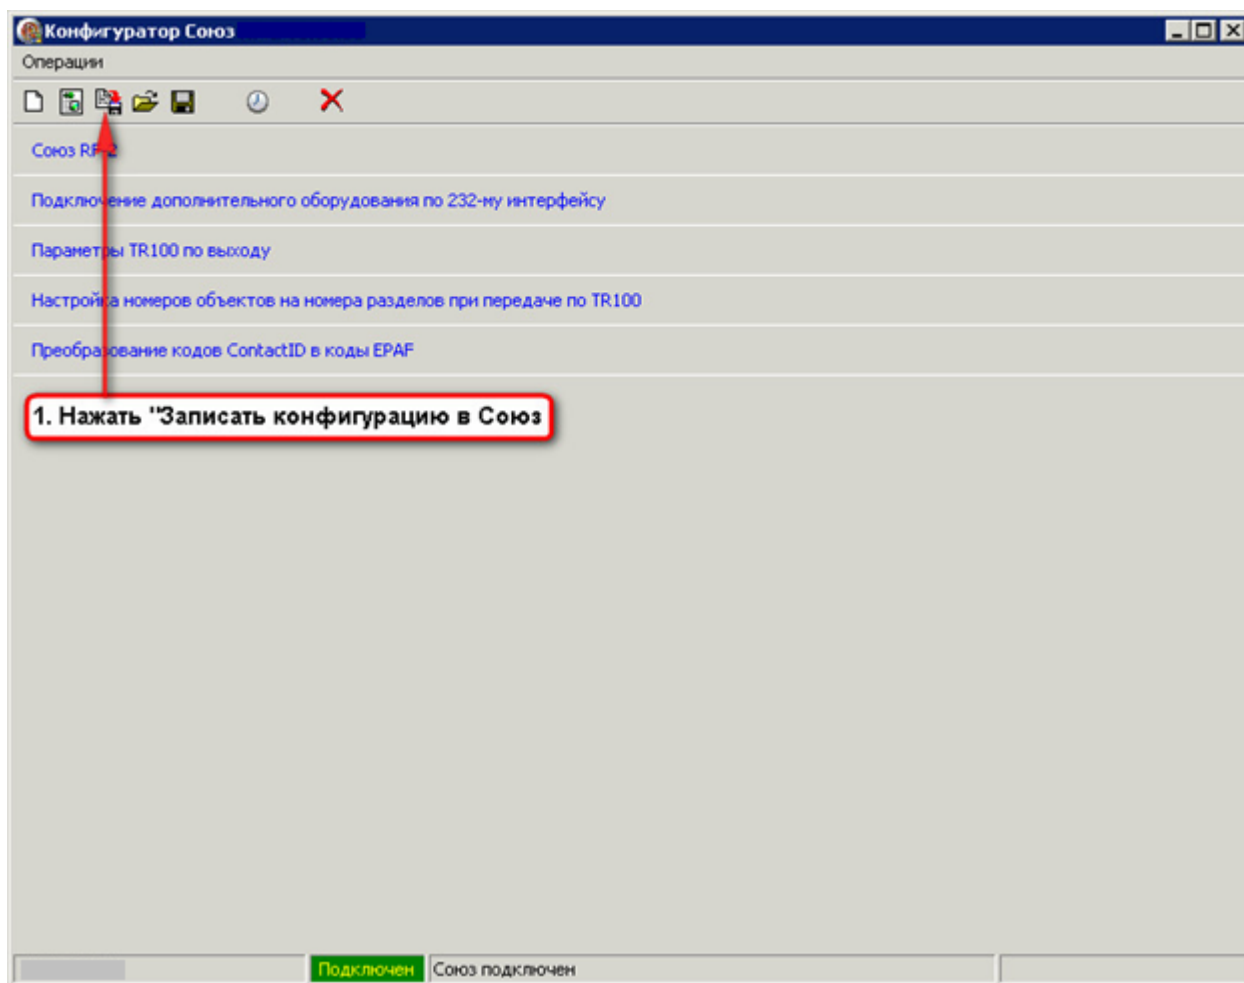 Конфигуратор Союз
Операции
Союз RF-2
Подключение дополнительного оборудования по 232-му интерфейсу
Параметры TR100 по выходу
Настройка номеров объектов на номера разделов при передаче по TR100
Преобразование кодов ContactID в коды EPAF
1. Нажать "Записать конфигурацию в Союз
Подключен Союз подключен